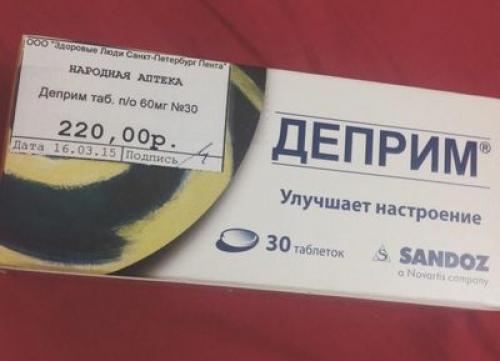 ООО "Здоровые Люди Санкт-Петербург Пента"
НАРОДНАЯ АПТЕКА
Деприм таб. п/о 60мг №30
220,00р.
Дата 16.03.15 Подпись
ДЕПРИМ®
Улучшает настроение
30 таблеток
SANDOZ
a Novartis company